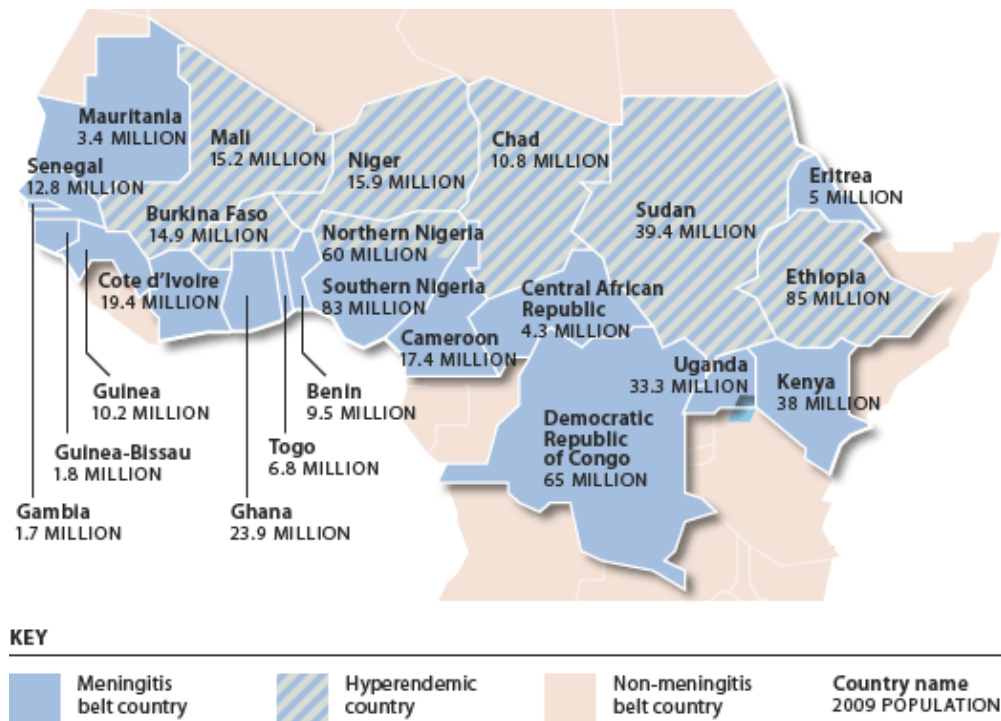 Mauritania
3.4 MILLION
Mali
15.2 MILLION
Niger
15.9 MILLION
Chad
10.8 MILLION
Senegal
12.8 MILLION
Eritrea
5 MILLION
Burkina Faso
14.9 MILLION
Sudan
39.4 MILLION
Northern Nigeria
60 MILLION
Ethiopia
85 MILLION
Cote d’Ivoire
19.4 MILLION
Southern Nigeria
83 MILLION
Central African
Republic
4.3 MILLION
Cameroon
17.4 MILLION
Uganda
33.3 MILLION
Kenya
38 MILLION
Guinea
10.2 MILLION
Benin
9.5 MILLION
Democratic
Republic
of Congo
65 MILLION
Guinea-Bissau
1.8 MILLION
Togo
6.8 MILLION
Gambia
1.7 MILLION
Ghana
23.9 MILLION
KEY
Meningitis
belt country
Hyperendemic
country
Non-meningitis
belt country
Country name
2009 POPULATION